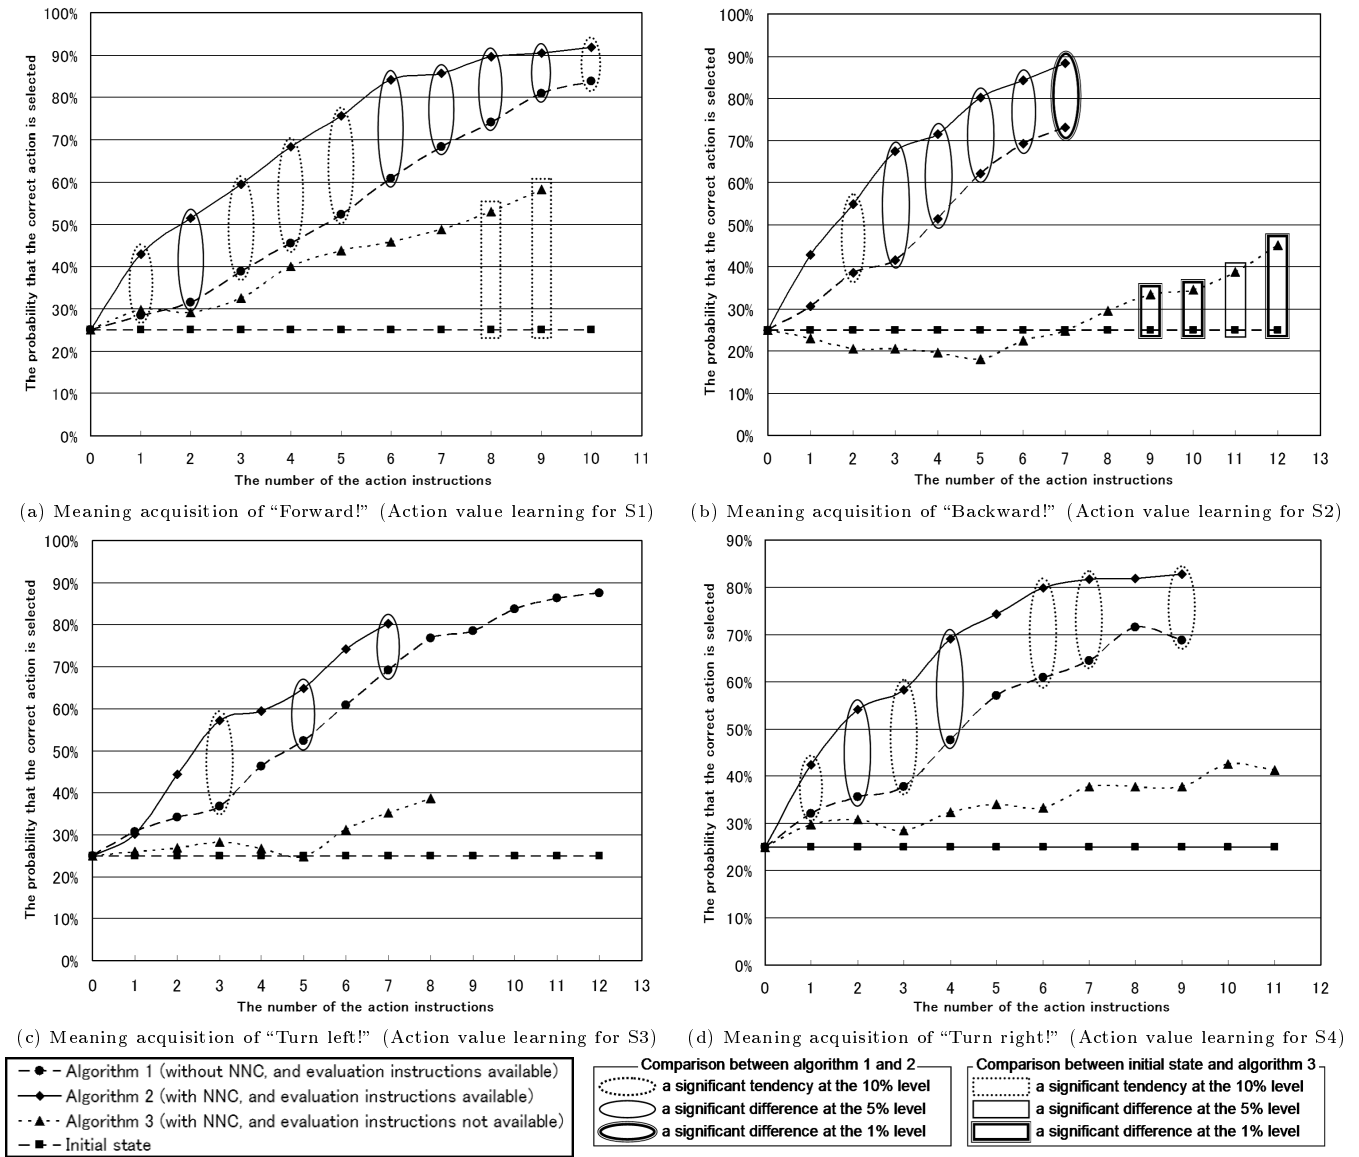 The probability that the correct action is selected
100%
90%
80%
70%
60%
50%
40%
30%
20%
10%
0%
0 1 2 3 4 5 6 7 8 9 10 11
The number of the action instructions
(a) Meaning acquisition of “Forward!” (Action value learning for S1)
The probability that the correct action is selected
100%
90%
80%
70%
60%
50%
40%
30%
20%
10%
0%
0 1 2 3 4 5 6 7 8 9 10 11 12 13
The number of the action instructions
(b) Meaning acquisition of “Backward!” (Action value learning for S2)
The probability that the correct action is selected
100%
90%
80%
70%
60%
50%
40%
30%
20%
10%
0%
0 1 2 3 4 5 6 7 8 9 10 11 12 13
The number of the action instructions
(c) Meaning acquisition of “Turn left!” (Action value learning for S3)
The probability that the correct action is selected
90%
80%
70%
60%
50%
40%
30%
20%
10%
0%
0 1 2 3 4 5 6 7 8 9 10 11 12
The number of the action instructions
(d) Meaning acquisition of “Turn right!” (Action value learning for S4)
Algorithm 1 (without NNC, and evaluation instructions available)
Algorithm 2 (with NNC, and evaluation instructions available)
Algorithm 3 (with NNC, and evaluation instructions not available)
Initial state
Comparison between algorithm 1 and 2
a significant tendency at the 10% level
a significant difference at the 5% level
a significant difference at the 1% level
Comparison between initial state and algorithm 3
a significant tendency at the 10% level
a significant difference at the 5% level
a significant difference at the 1% level